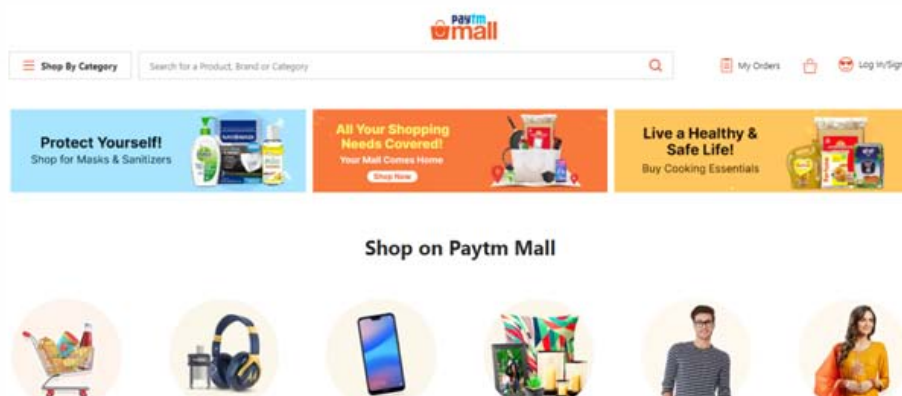 paytm
mall
Shop By Category
Search for a Product, Brand or Category
My Orders
Log In/Sign
Protect Yourself!
Shop for Masks & Sanitizers
All Your Shopping
Needs Covered!
Your Mall Comes Home
Shop Now
Live a Healthy &
Safe Life!
Buy Cooking Essentials
Shop on Paytm Mall